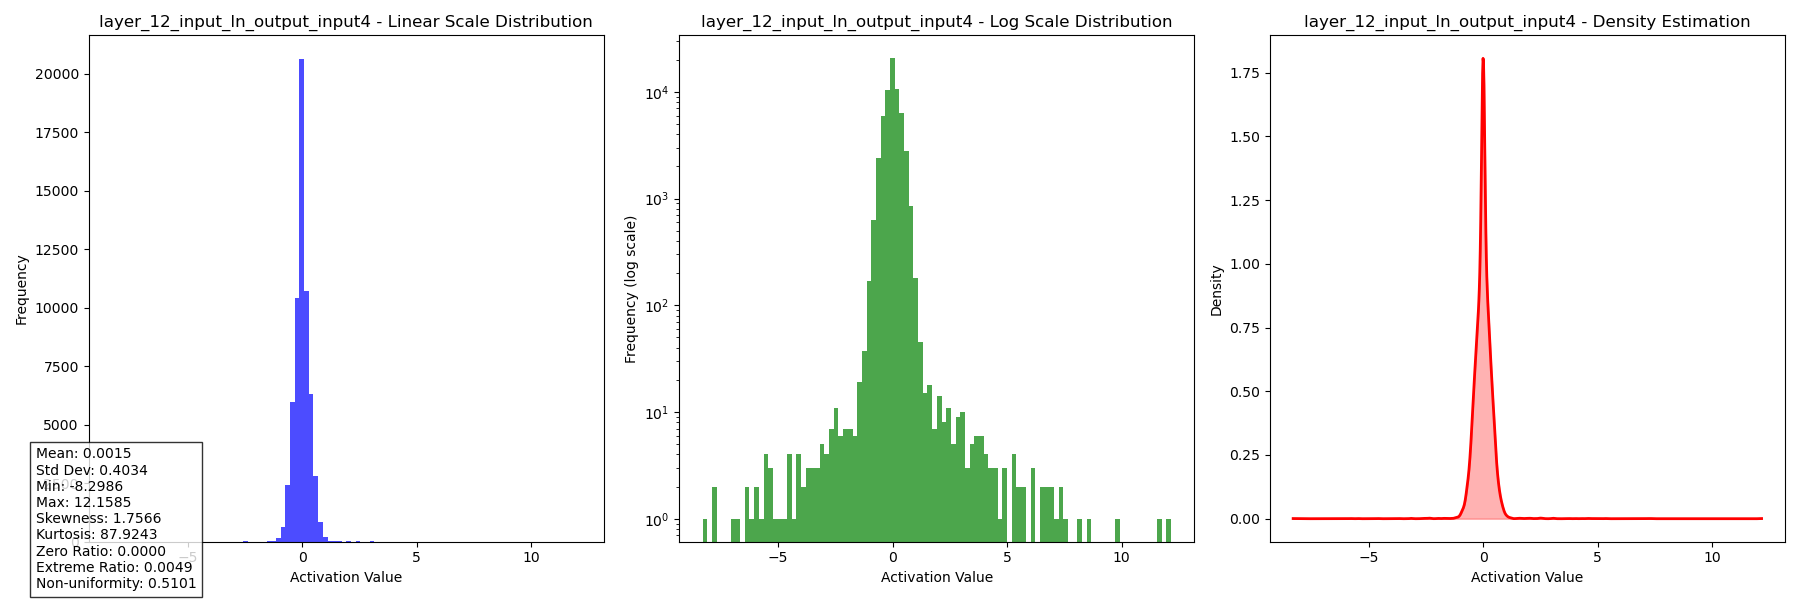 layer_12_input_ln_output_input4 - Linear Scale Distribution
20000
17500
15000
12500
10000
7500
5000
2500
0
Frequency
−5
0
5
10
Activation Value
Mean: 0.0015
Std Dev: 0.4034
Min: -8.2986
Max: 12.1585
Skewness: 1.7566
Kurtosis: 87.9243
Zero Ratio: 0.0000
Extreme Ratio: 0.0049
Non-uniformity: 0.5101
layer_12_input_ln_output_input4 - Log Scale Distribution
10⁴
10³
10²
10¹
10⁰
Frequency (log scale)
−5
0
5
10
Activation Value
layer_12_input_ln_output_input4 - Density Estimation
1.75
1.50
1.25
1.00
0.75
0.50
0.25
0.00
Density
−5
0
5
10
Activation Value